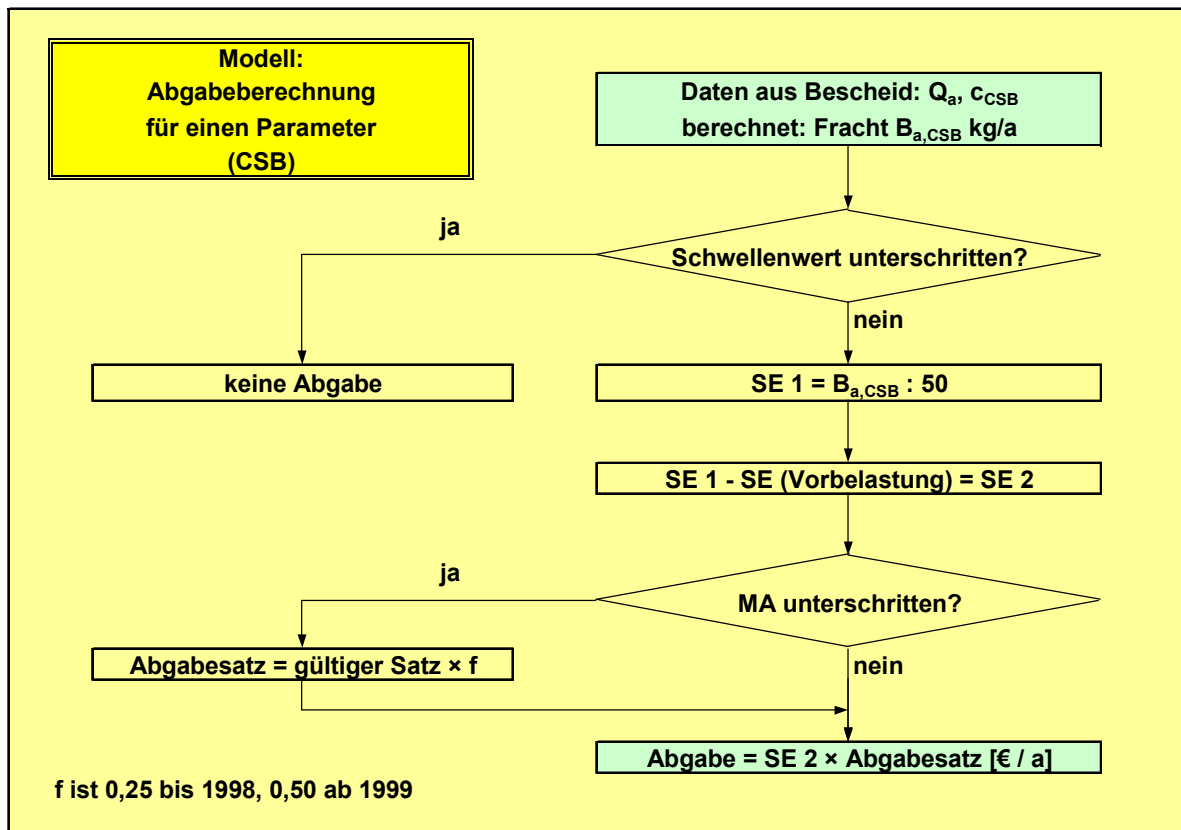 Modell:
Abgabeberechnung
für einen Parameter
(CSB)
Daten aus Bescheid: Qa, cCSB
berechnet: Fracht Ba,CSB kg/a
ja
Schwellenwert unterschritten?
nein
keine Abgabe
SE 1 = Ba,CSB : 50
SE 1 - SE (Vorbelastung) = SE 2
ja
MA unterschritten?
Abgabesatz = gültiger Satz × f
nein
Abgabe = SE 2 × Abgabesatz [€ / a]
f ist 0,25 bis 1998, 0,50 ab 1999